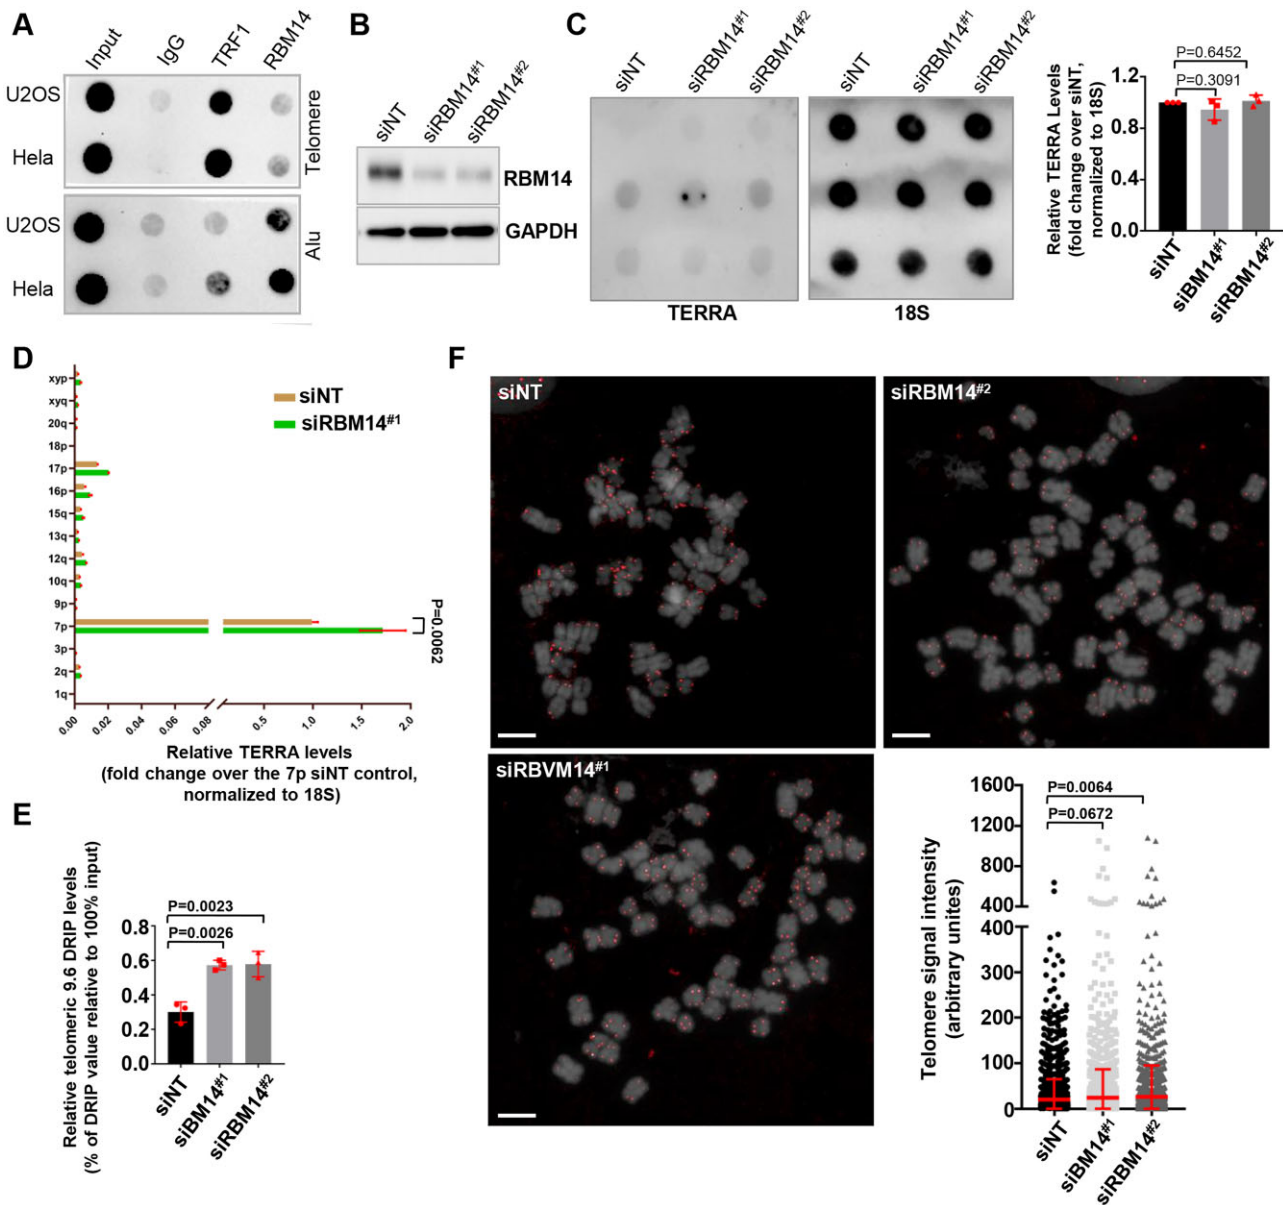 A
Input
IgG
TRF1
RBM14
U2OS
Hela
Telomere
U2OS
Hela
Alu
B
siNT
siRBM14#1
siRBM14#2
RBM14
GAPDH
C
siNT
siRBM14#1
siRBM14#2
TERRA
siNT
siRBM14#1
siRBM14#2
18S
P=0.6452
P=0.3091
Relative TERRA Levels
(fold change over siNT,
normalized to 18S)
1.2
0.8
0.4
0.0
siNT
siBM14#1
siRBM14#2
D
siNT
siRBM14#1
xyp
xyq
20q
18p
17p
16p
15q
13q
12q
10q
9p
7p
3p
2q
1q
P=0.0062
0.00
0.02
0.04
0.06
0.08
0.5
1.0
1.5
2.0
Relative TERRA levels
(fold change over the 7p siNT control,
normalized to 18S)
E
Relative telomeric 9.6 DRIP levels
(% of DRIP value relative to 100% input)
P=0.0023
P=0.0026
0.8
0.6
0.4
0.2
0.0
siNT
siBM14#1
siRBM14#2
F
siNT
siRBM14#2
siRBVM14#1
Telomere signal intensity
(arbitrary unites)
P=0.0064
P=0.0672
1600
1200
800
400
400
300
200
100
0
siNT
siBM14#1
siRBM14#2